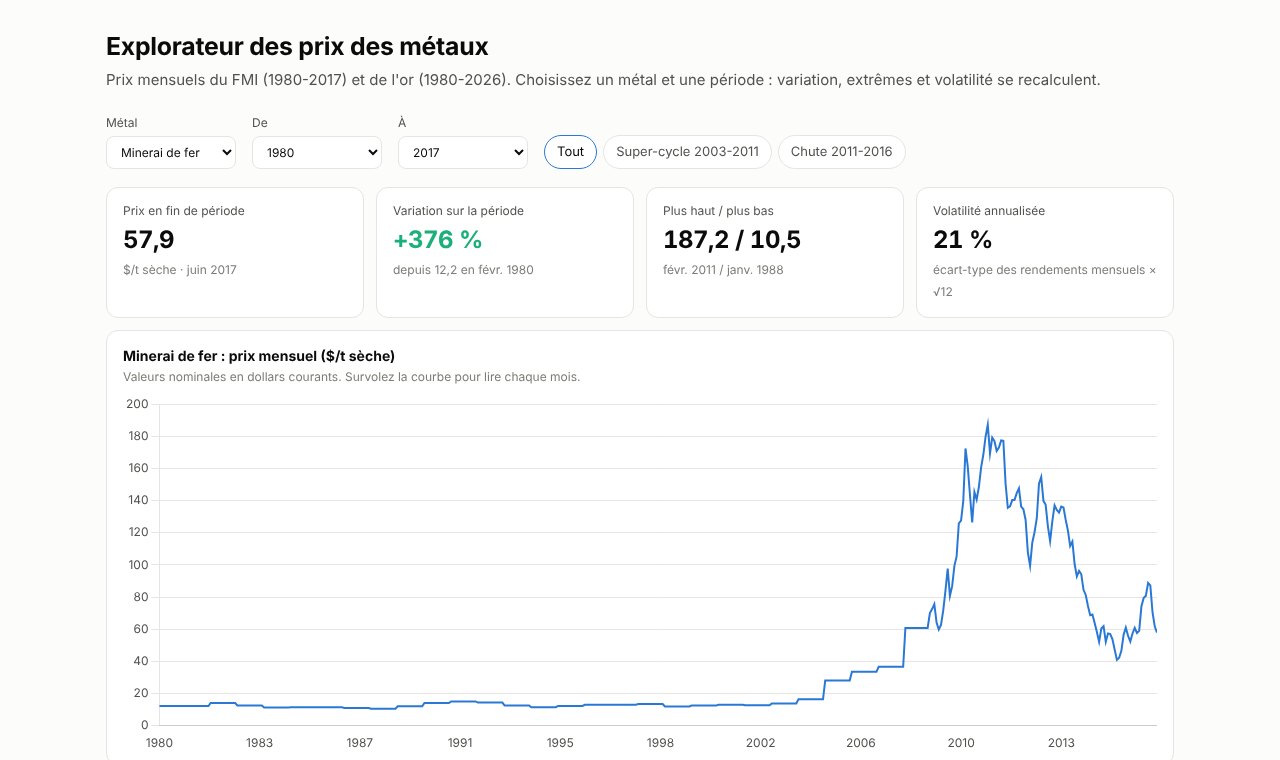 Explorateur des prix des métaux
Prix mensuels du FMI (1980-2017) et de l'or (1980-2026). Choisissez un métal et une période : variation, extrêmes et volatilité se recalculent.
Métal
De
À
Minerai de fer
1980
2017
Tout
Super-cycle 2003-2011
Chute 2011-2016
Prix en fin de période
57,9
$/t sèche · juin 2017
Variation sur la période
+376 %
depuis 12,2 en févr. 1980
Plus haut / plus bas
187,2 / 10,5
févr. 2011 / janv. 1988
Volatilité annualisée
21 %
écart-type des rendements mensuels ×
√12
Minerai de fer : prix mensuel ($/t sèche)
Valeurs nominales en dollars courants. Survolez la courbe pour lire chaque mois.
200
180
160
140
120
100
80
60
40
20
0
1980
1983
1987
1991
1995
1998
2002
2006
2010
2013